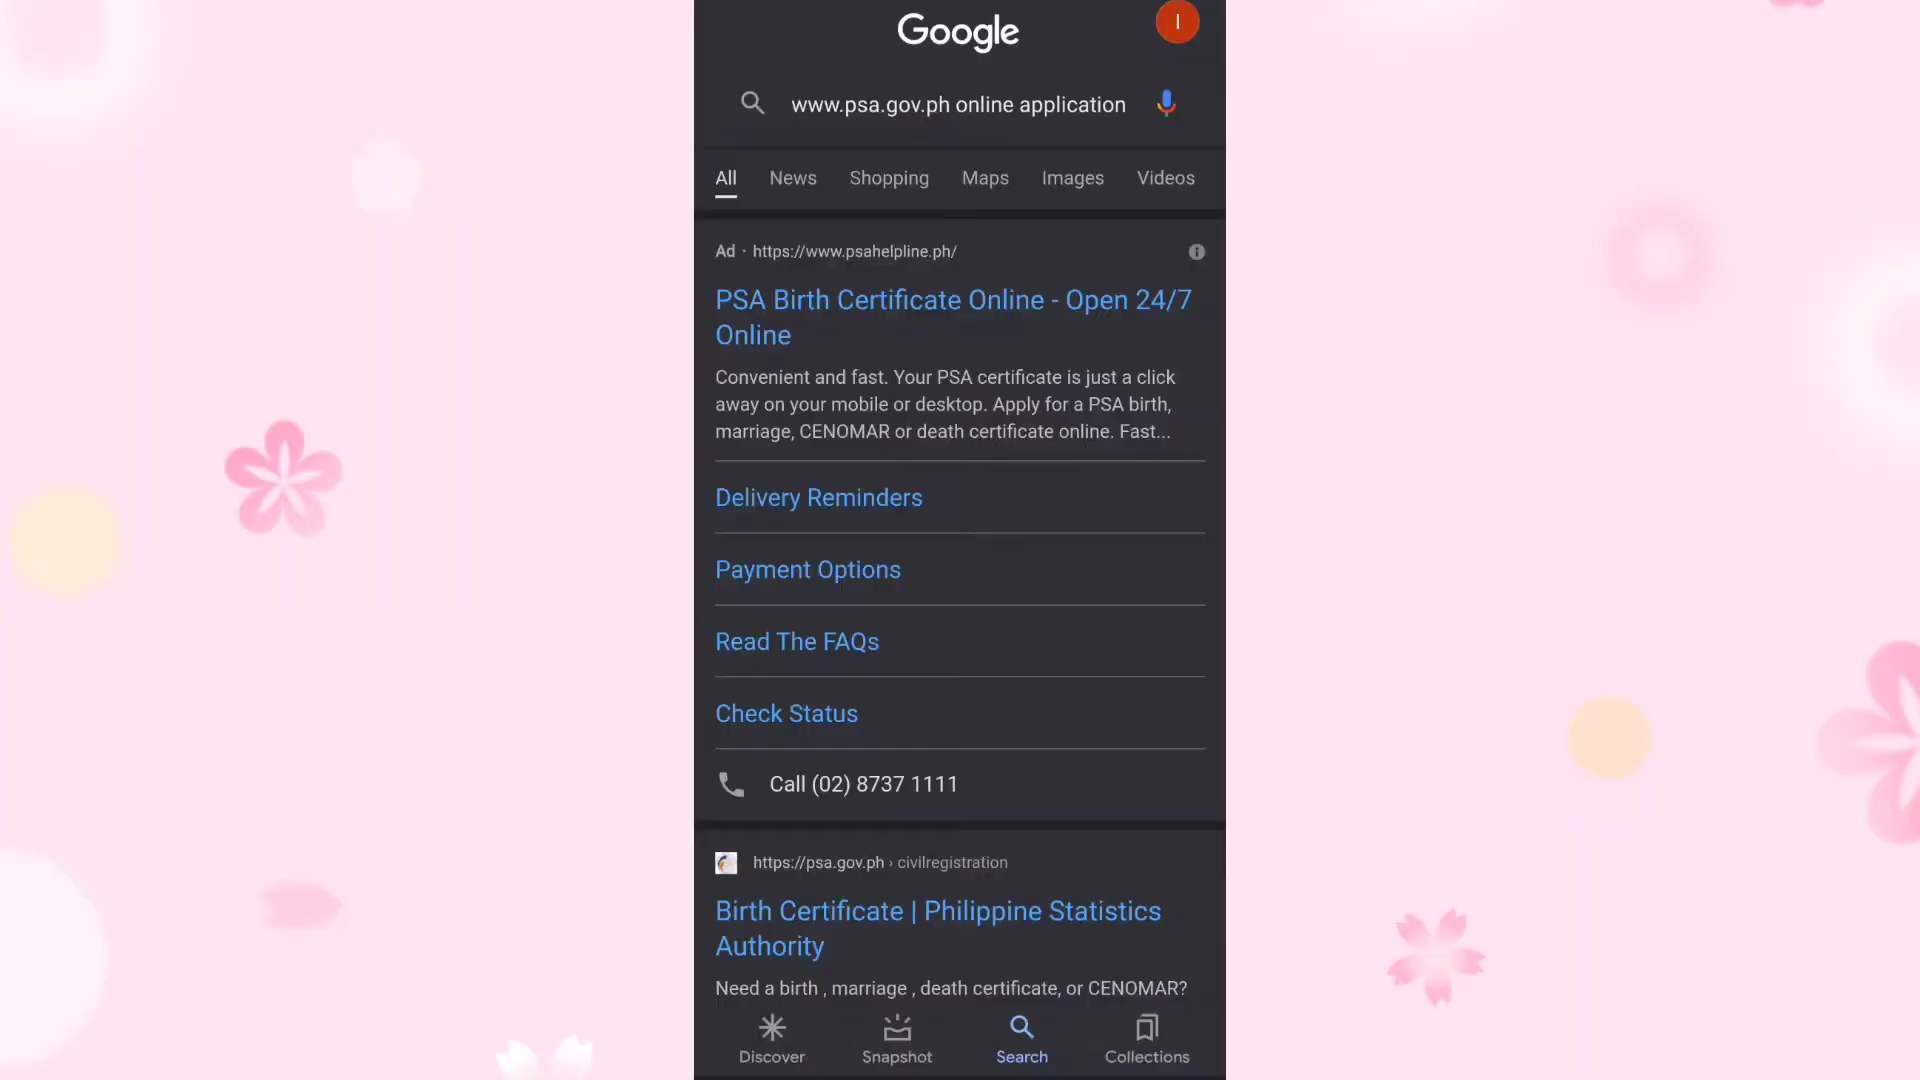 Google
I
www.psa.gov.ph online application
All News Shopping Maps Images Videos
Ad · https://www.psahelpline.ph/
PSA Birth Certificate Online - Open 24/7
Online
Convenient and fast. Your PSA certificate is just a click
away on your mobile or desktop. Apply for a PSA birth,
marriage, CENOMAR or death certificate online. Fast...
Delivery Reminders
Payment Options
Read The FAQs
Check Status
Call (02) 8737 1111
https://psa.gov.ph › civilregistration
Birth Certificate | Philippine Statistics
Authority
Need a birth , marriage , death certificate, or CENOMAR?
Discover Snapshot Search Collections